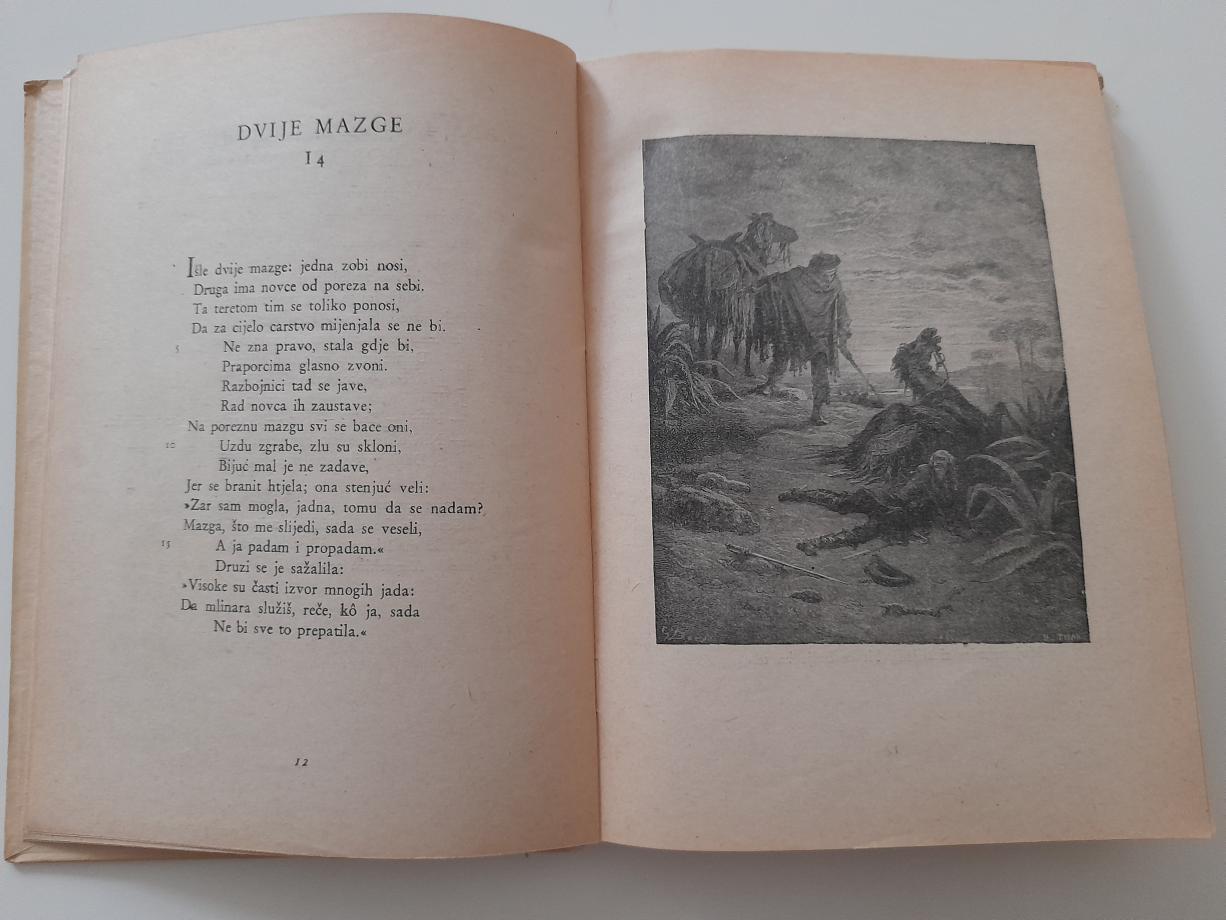 DVIJE MAZGE
14
Išle dvije mazge: jedna zobi nosi,
Druga ima novce od poreza na sebi.
Ta teretom tim se toliko ponosi,
Da za cijelo carstvo mijenjala se ne bi.
5 Ne zna pravo, stala gdje bi,
Praporcima glasno zvoni.
Razbojnici tad se jave,
Rad novca ih zaustave;
Na poreznu mazgu svi se bace oni,
10 Uzdu zgrabe, zlu su skloni,
Bijuć mal je ne zadave,
Jer se branit htjela; ona stenjuć veli:
»Zar sam mogla, jadna, tomu da se nadam?
Mazga, što me slijedi, sada se veseli,
15 A ja padam i propadam.«
Druzi se je sažalila:
»Visoke su časti izvor mnogih jada:
Da mlinara služiš, reče, kô ja, sada
Ne bi sve to prepatila.«
12